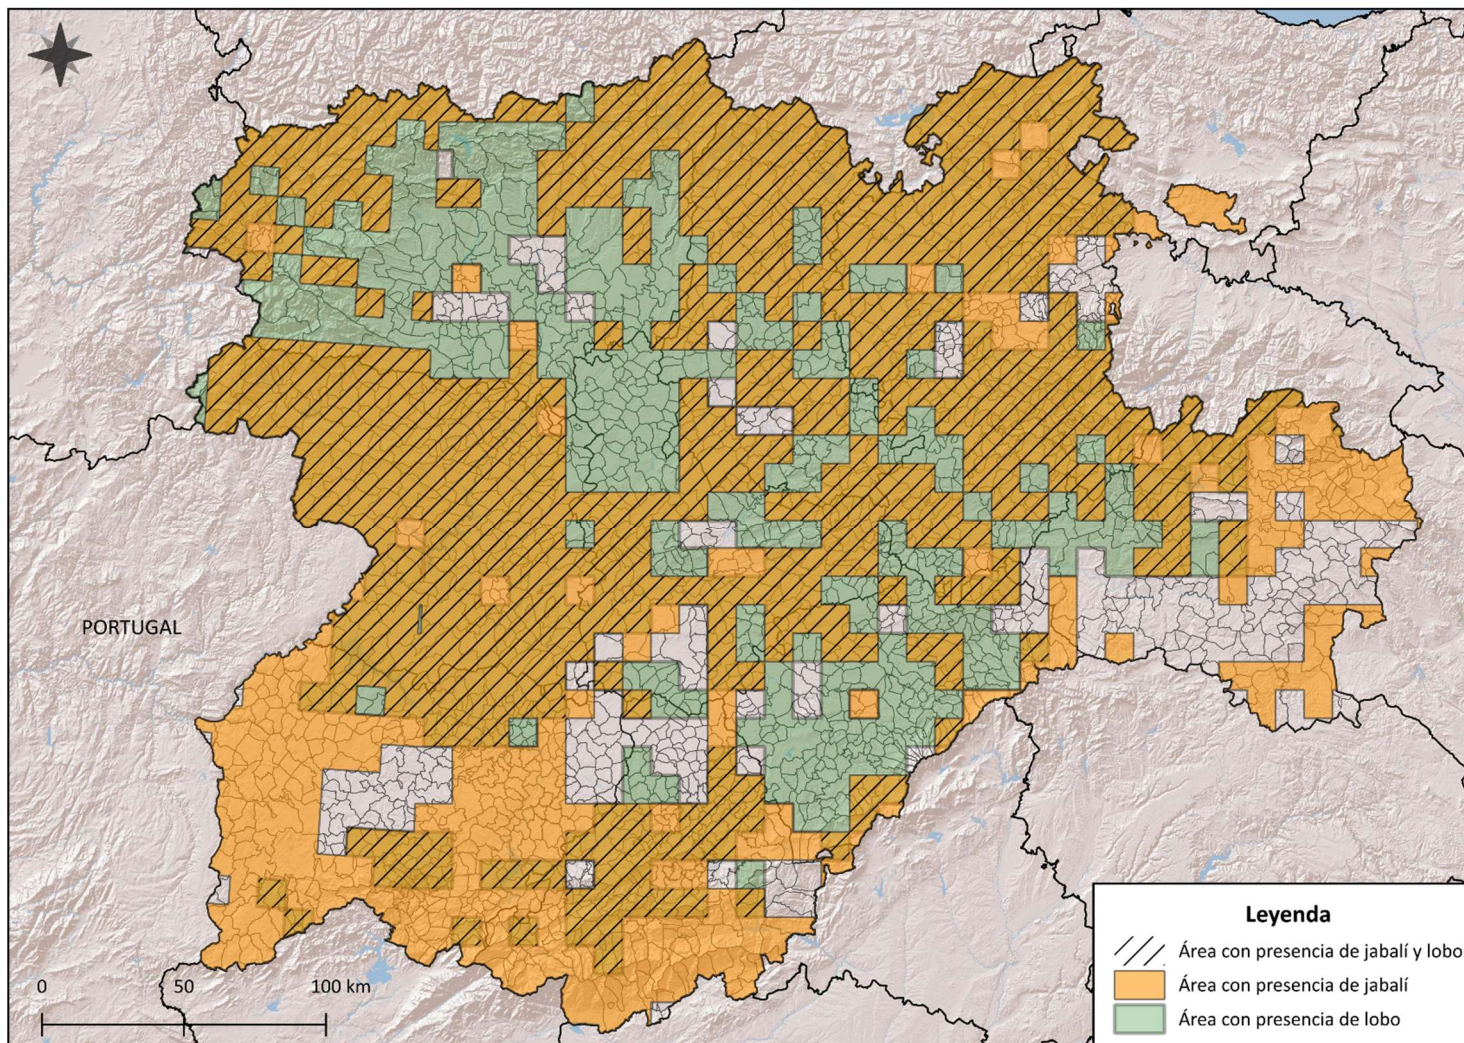 PORTUGAL
0 50 100 km
Leyenda
Área con presencia de jabalí y lobo
Área con presencia de jabalí
Área con presencia de lobo